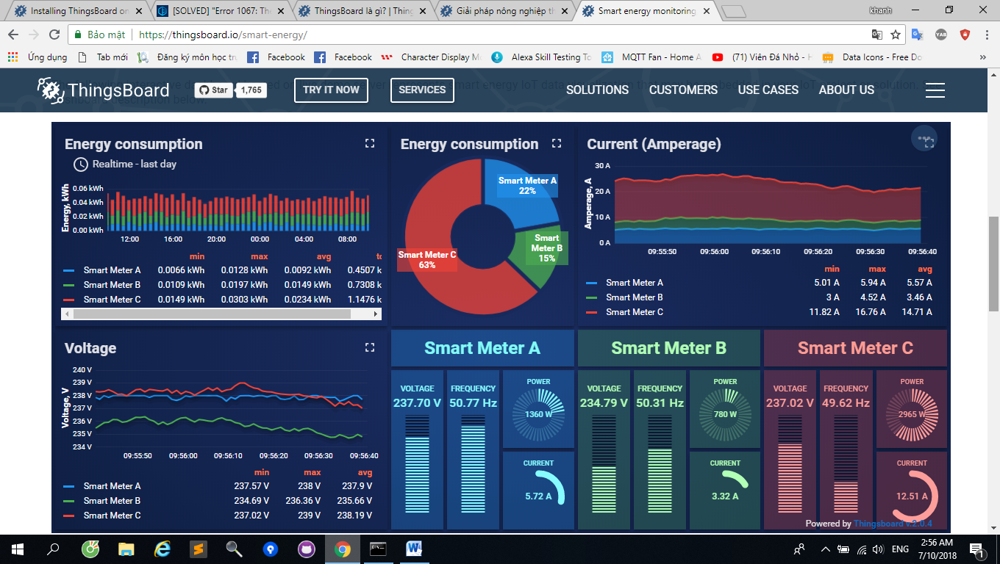 Installing ThingsBoard on
[SOLVED] "Error 1067: The
ThingsBoard là gì? | Thing
Giải pháp nông nghiệp th
Smart energy monitoring
khanh
Bảo mật
https://thingsboard.io/smart-energy/
Ứng dụng
Tab mới
Đăng ký môn học trự
Facebook
Facebook
Character Display Mo
Alexa Skill Testing To
MQTT Fan - Home A
(71) Viên Đá Nhỏ - H
Data Icons - Free Do
»
ThingsBoard
Star
1,765
TRY IT NOW
SERVICES
SOLUTIONS
CUSTOMERS
USE CASES
ABOUT US
Energy consumption
Realtime - last day
Energy, kWh
0.06 kWh
0.04 kWh
0.02 kWh
0.00 kWh
12:00 16:00 20:00 00:00 04:00 08:00
min max avg to
Smart Meter A 0.0066 kWh 0.0128 kWh 0.0092 kWh 0.4507 k
Smart Meter B 0.0109 kWh 0.0197 kWh 0.0149 kWh 0.7308 k
Smart Meter C 0.0149 kWh 0.0303 kWh 0.0234 kWh 1.1476 k
Energy consumption
Smart Meter A
22%
Smart
Meter B
15%
Smart Meter C
63%
Current (Amperage)
Amperage, A
30 A
20 A
10 A
0 A
09:55:50 09:56:00 09:56:10 09:56:20 09:56:30 09:56:40
min max avg
Smart Meter A 5.01 A 5.94 A 5.57 A
Smart Meter B 3 A 4.52 A 3.46 A
Smart Meter C 11.82 A 16.76 A 14.71 A
Voltage
Voltage, V
240 V
239 V
238 V
237 V
236 V
235 V
234 V
09:55:50 09:56:00 09:56:10 09:56:20 09:56:30 09:56:40
min max avg
Smart Meter A 237.57 V 238 V 237.9 V
Smart Meter B 234.69 V 236.36 V 235.66 V
Smart Meter C 237.02 V 239 V 238.19 V
Smart Meter A
VOLTAGE
237.70 V
FREQUENCY
50.77 Hz
POWER
1360 W
CURRENT
5.72 A
Smart Meter B
VOLTAGE
234.79 V
FREQUENCY
50.31 Hz
POWER
780 W
CURRENT
3.32 A
Smart Meter C
VOLTAGE
237.02 V
FREQUENCY
49.62 Hz
POWER
2965 W
CURRENT
12.51 A
Powered by Thingsboard v.2.0.4
ENG
2:56 AM
7/10/2018
1